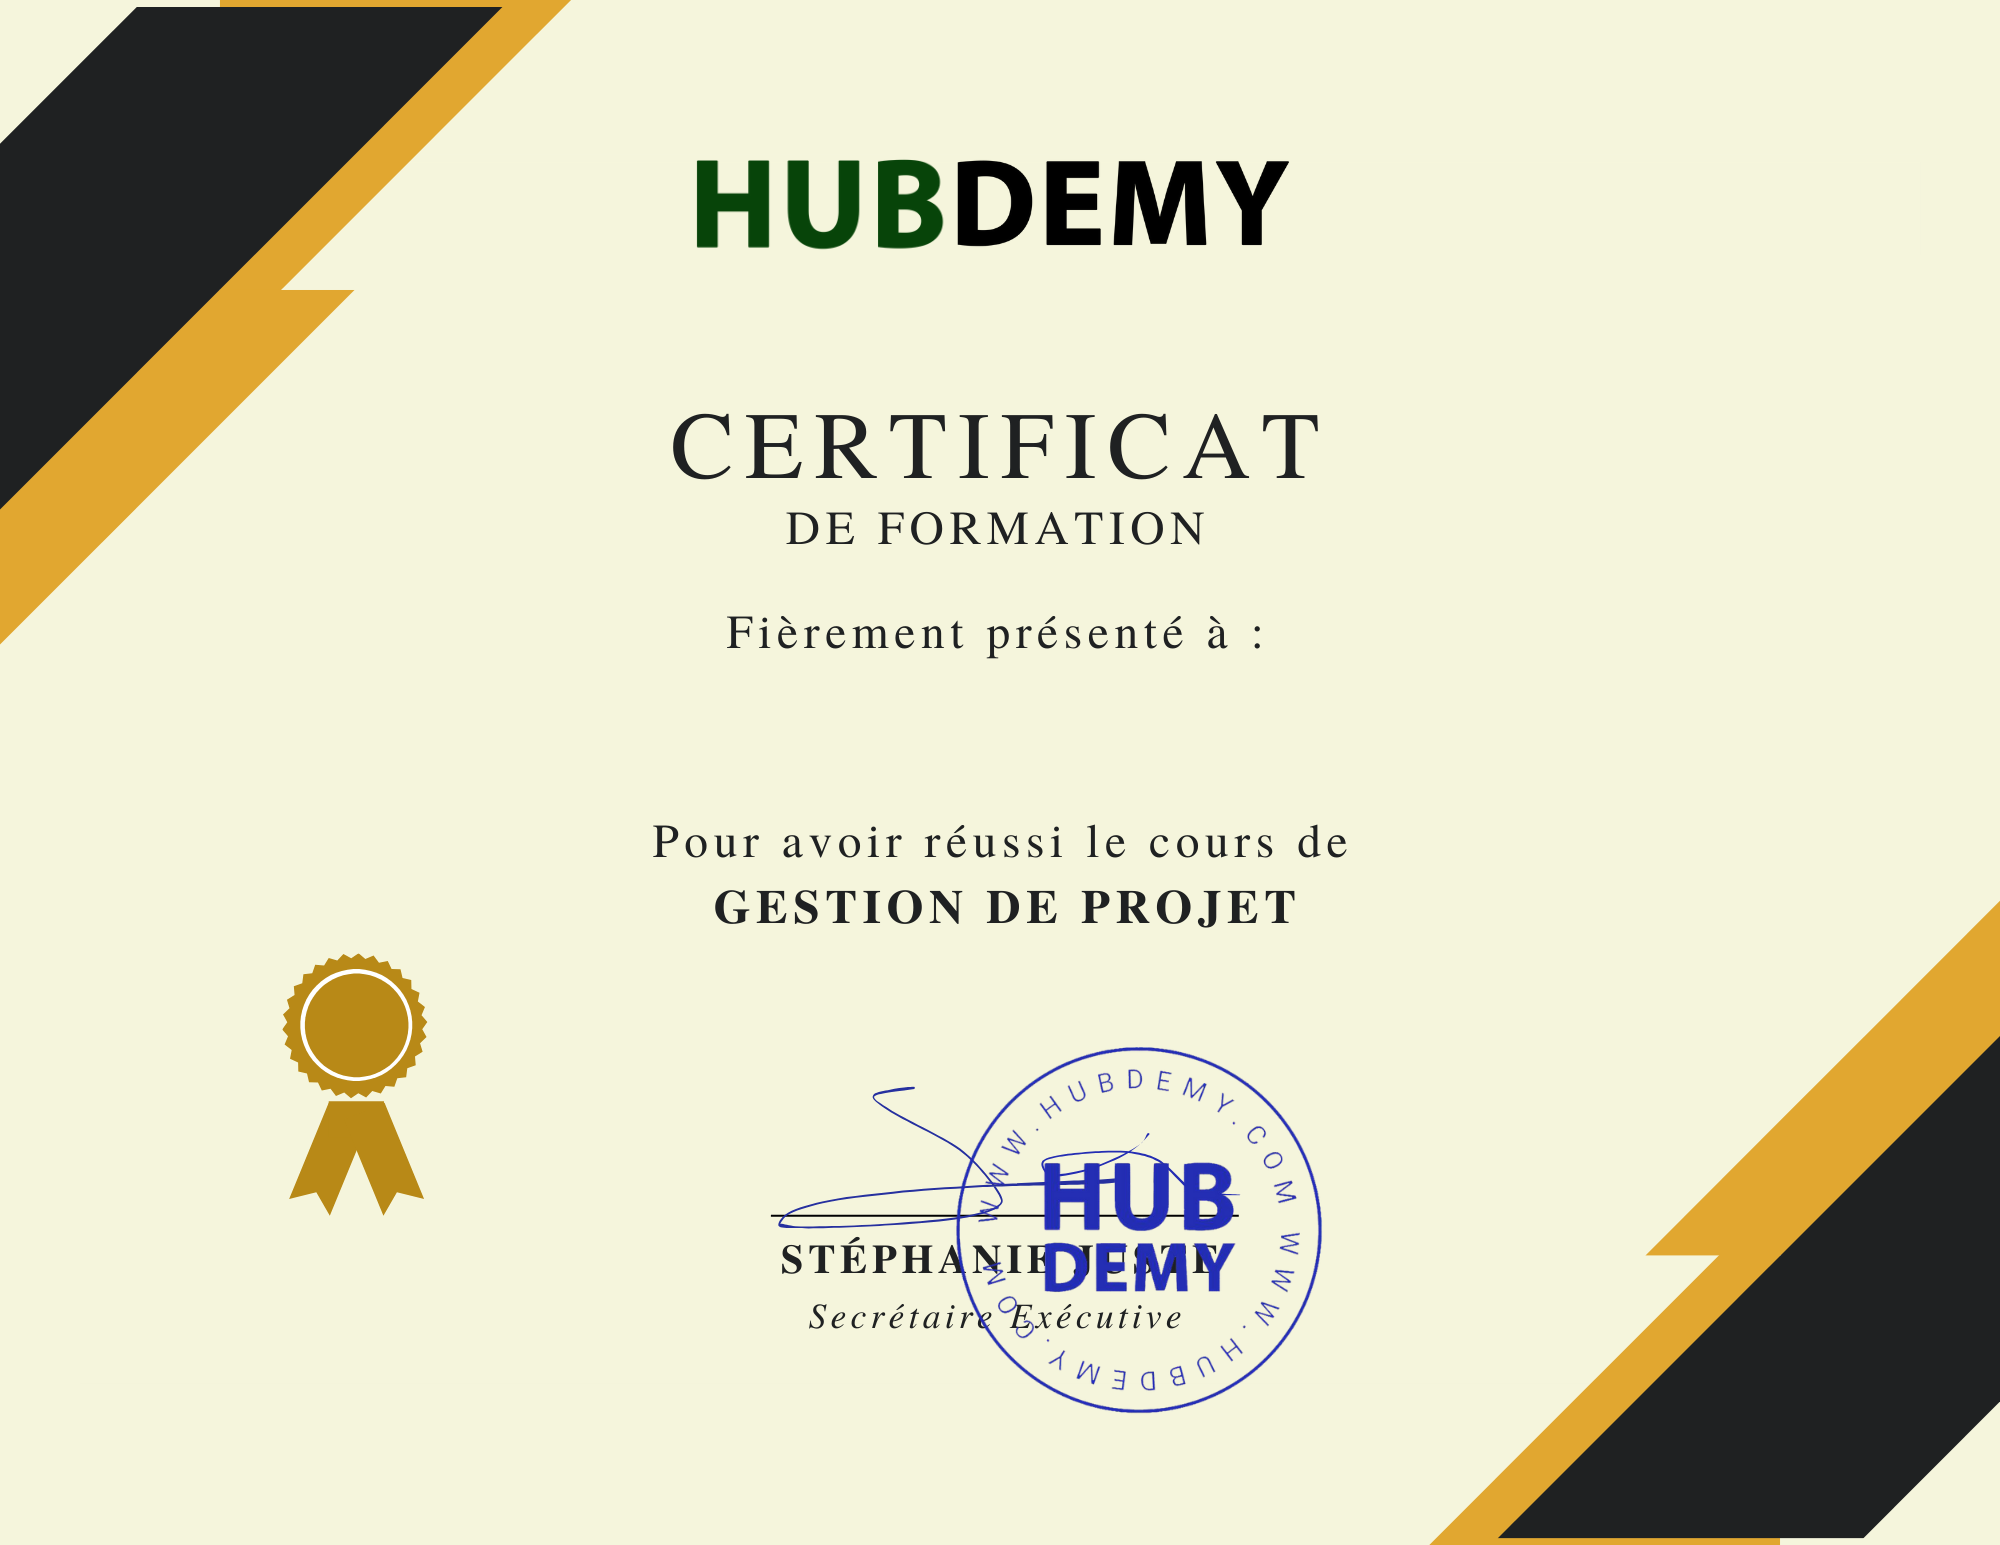 HUBDEMY
CERTIFICAT
DE FORMATION
Fièrement présenté à :
Pour avoir réussi le cours de
GESTION DE PROJET
WWW.HUBDEMY.COM WWW.HUBDEMY.COM
HUB
DEMY
STÉPHANIE JUSTE
Secrétaire Exécutive